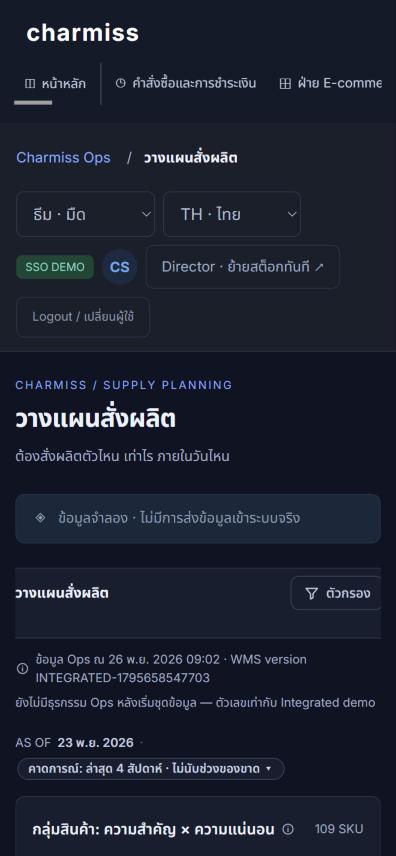 charmiss
หน้าหลัก
คำสั่งซื้อและการชำระเงิน
ฝ่าย E-comme
Charmiss Ops / วางแผนสั่งผลิต
ธีม · มืด
TH · ไทย
SSO DEMO
CS
Director · ย้ายสต็อกทันที ↗
Logout / เปลี่ยนผู้ใช้
CHARMISS / SUPPLY PLANNING
วางแผนสั่งผลิต
ต้องสั่งผลิตตัวไหน เท่าไร ภายในวันไหน
ข้อมูลจำลอง · ไม่มีการส่งข้อมูลเข้าระบบจริง
วางแผนสั่งผลิต
ตัวกรอง
ข้อมูล Ops ณ 26 พ.ย. 2026 09:02 · WMS version
INTEGRATED-1795658547703
ยังไม่มีธุรกรรม Ops หลังเริ่มชุดข้อมูล — ตัวเลขเท่ากับ Integrated demo
AS OF 23 พ.ย. 2026 ·
คาดการณ์: ล่าสุด 4 สัปดาห์ · ไม่นับช่วงของขาด ▾
กลุ่มสินค้า: ความสำคัญ × ความแน่นอน
109 SKU